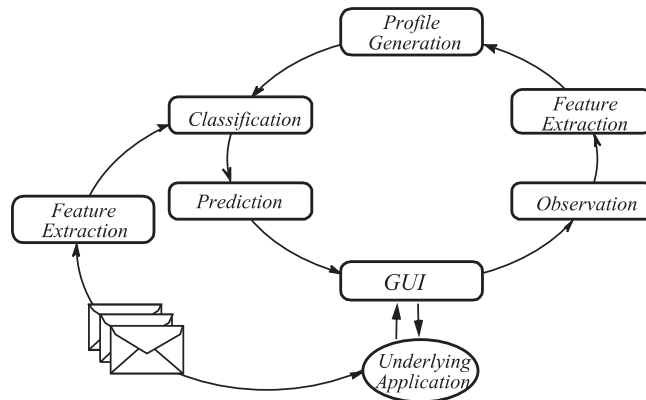 Profile
Generation
Classification
Feature
Extraction
Prediction
Feature
Extraction
Observation
GUI
Underlying
Application